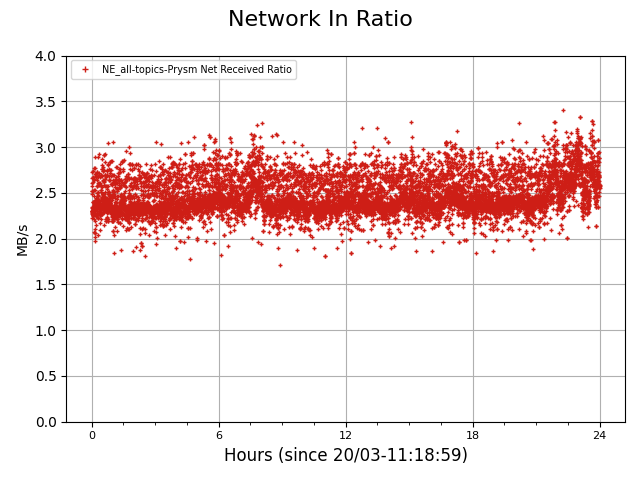 Network In Ratio
NE_all-topics-Prysm Net Received Ratio
4.0
3.5
3.0
2.5
2.0
1.5
1.0
0.5
0.0
MB/s
0 6 12 18 24
Hours (since 20/03-11:18:59)